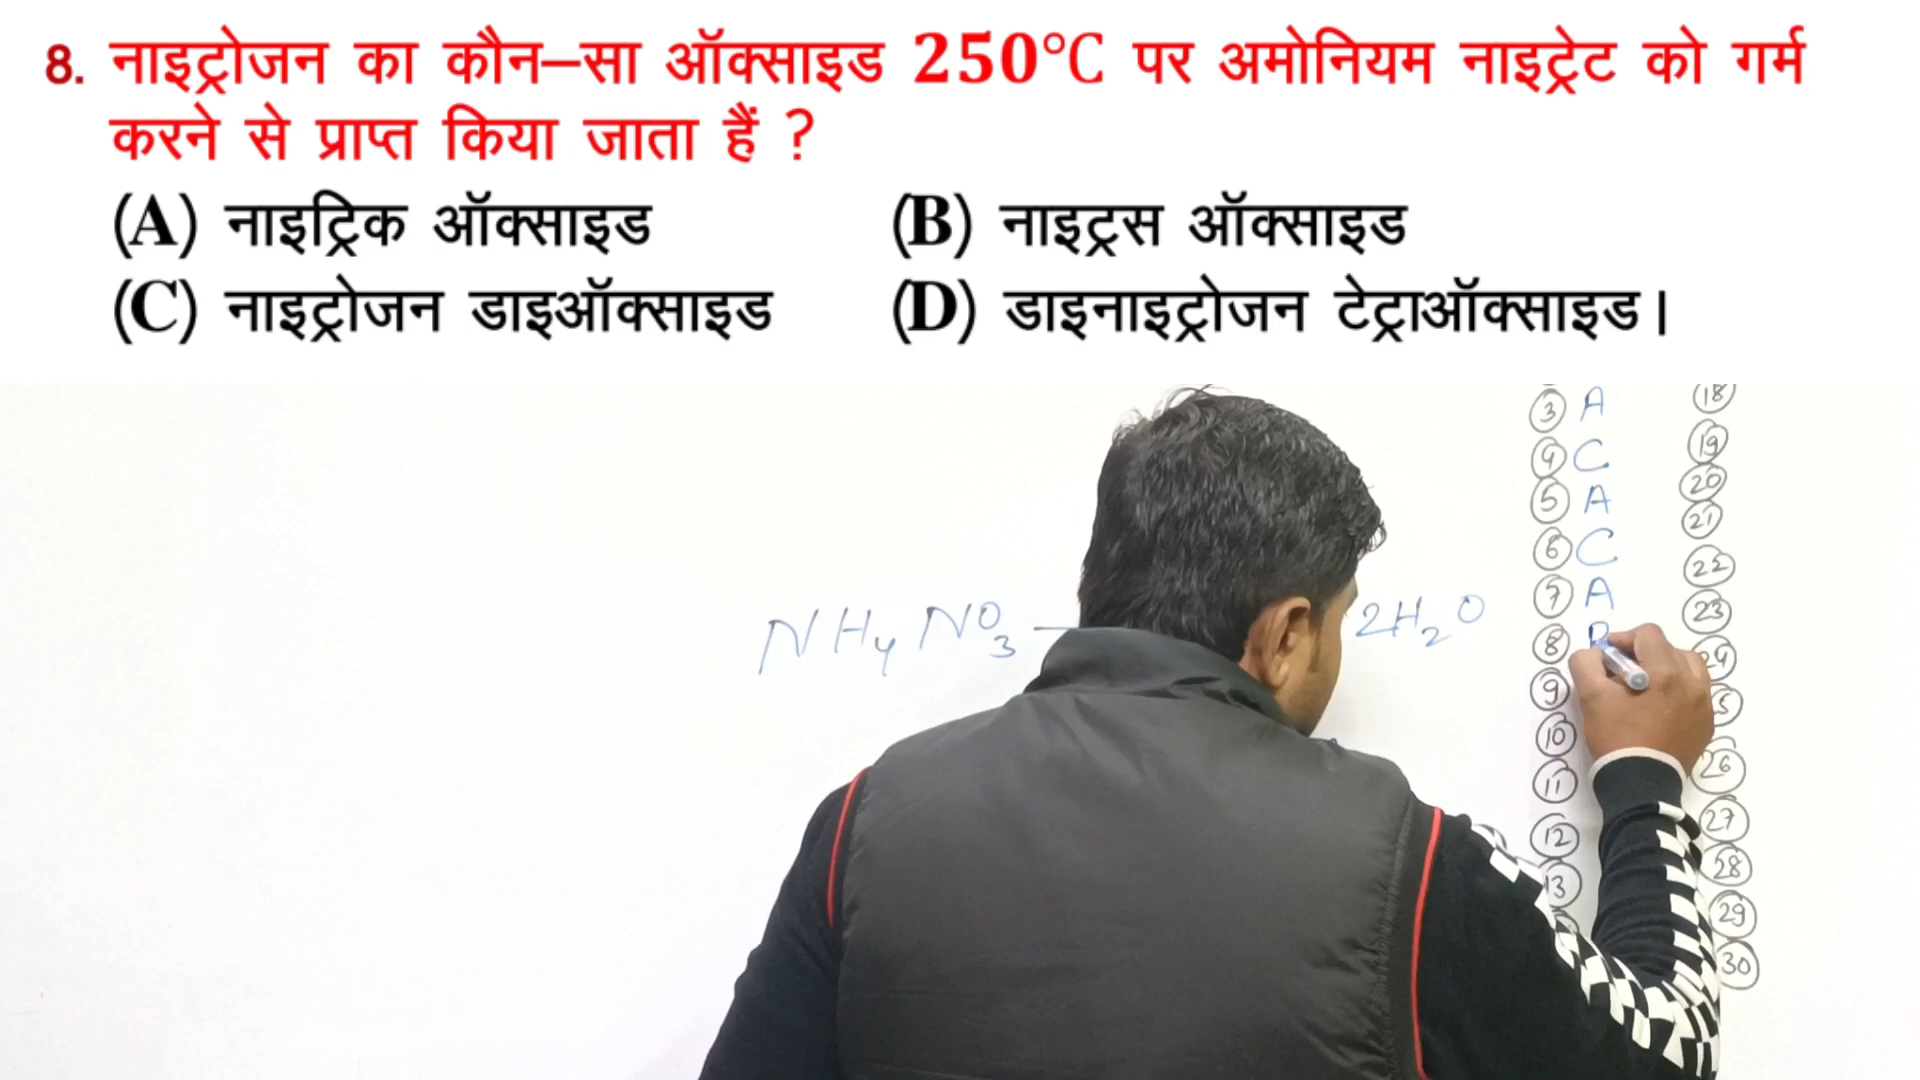 8. नाइट्रोजन का कौन–सा ऑक्साइड 250°C पर अमोनियम नाइट्रेट को गर्म
करने से प्राप्त किया जाता हैं ?
(A) नाइट्रिक ऑक्साइड (B) नाइट्रस ऑक्साइड
(C) नाइट्रोजन डाइऑक्साइड (D) डाइनाइट्रोजन टेट्राऑक्साइड।
NH4 NO3 — 2H2O
3 A
4 C
5 A
6 C
7 A
8
9
10
11
12
13
18
19
20
21
22
23
24
26
27
28
29
30